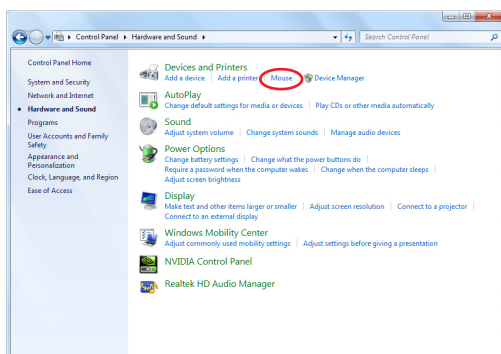 Control Panel ▸ Hardware and Sound ▸
Search Control Panel
Control Panel Home
System and Security
Network and Internet
Hardware and Sound
Programs
User Accounts and Family
Safety
Appearance and
Personalization
Clock, Language, and Region
Ease of Access
Devices and Printers
Add a device | Add a printer | Mouse | Device Manager
AutoPlay
Change default settings for media or devices | Play CDs or other media automatically
Sound
Adjust system volume | Change system sounds | Manage audio devices
Power Options
Change battery settings | Change what the power buttons do |
Require a password when the computer wakes | Change when the computer sleeps |
Adjust screen brightness
Display
Make text and other items larger or smaller | Adjust screen resolution | Connect to a projector |
Connect to an external display
Windows Mobility Center
Adjust commonly used mobility settings | Adjust settings before giving a presentation
NVIDIA Control Panel
Realtek HD Audio Manager